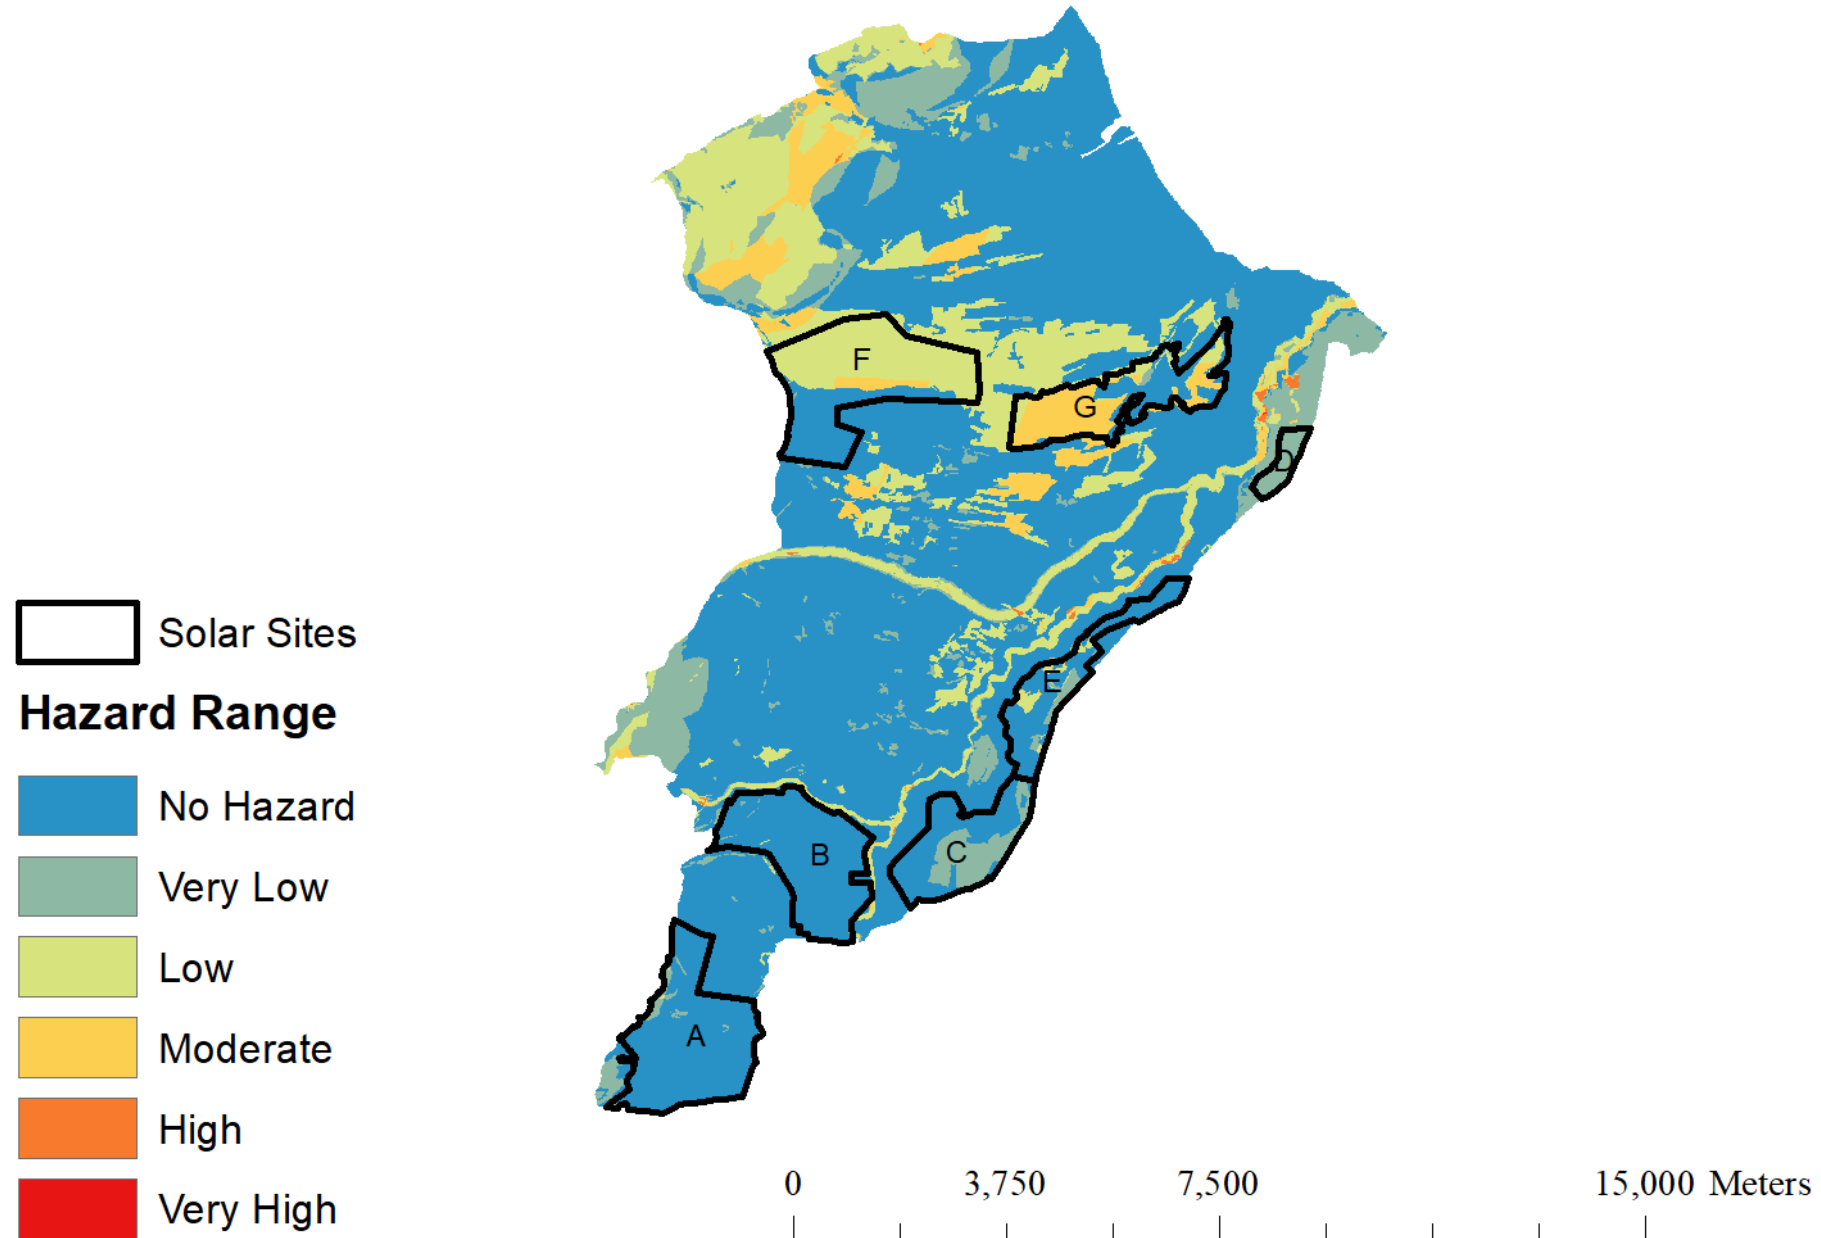 F
G
D
Solar Sites
E
Hazard Range
No Hazard
B
C
Very Low
Low
A
Moderate
High
0 3,750 7,500 15,000 Meters
Very High